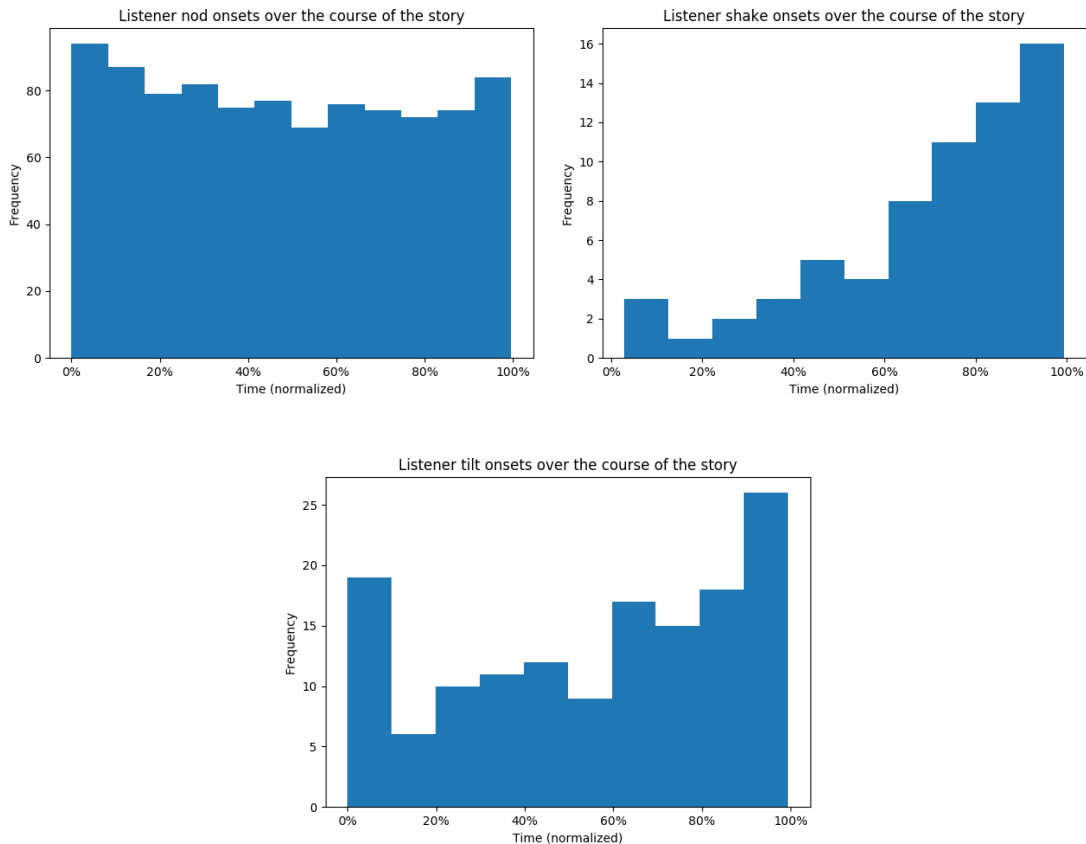 Listener nod onsets over the course of the story
80
60
40
20
0
Frequency
0% 20% 40% 60% 80% 100%
Time (normalized)
Listener shake onsets over the course of the story
16
14
12
10
8
6
4
2
0
Frequency
0% 20% 40% 60% 80% 100%
Time (normalized)
Listener tilt onsets over the course of the story
25
20
15
10
5
0
Frequency
0% 20% 40% 60% 80% 100%
Time (normalized)